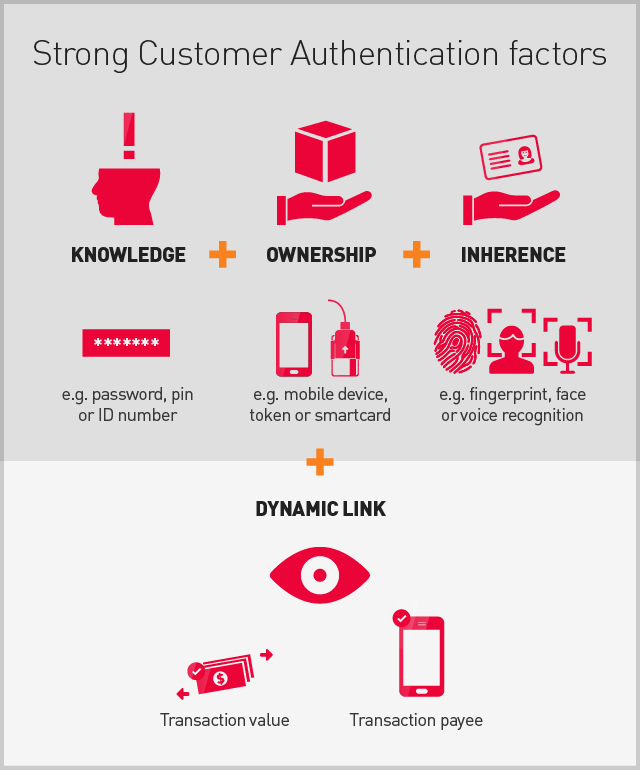 Strong Customer Authentication factors
KNOWLEDGE + OWNERSHIP + INHERENCE
*******
e.g. password, pin
or ID number
e.g. mobile device,
token or smartcard
e.g. fingerprint, face
or voice recognition
+
DYNAMIC LINK
$
Transaction value
Transaction payee